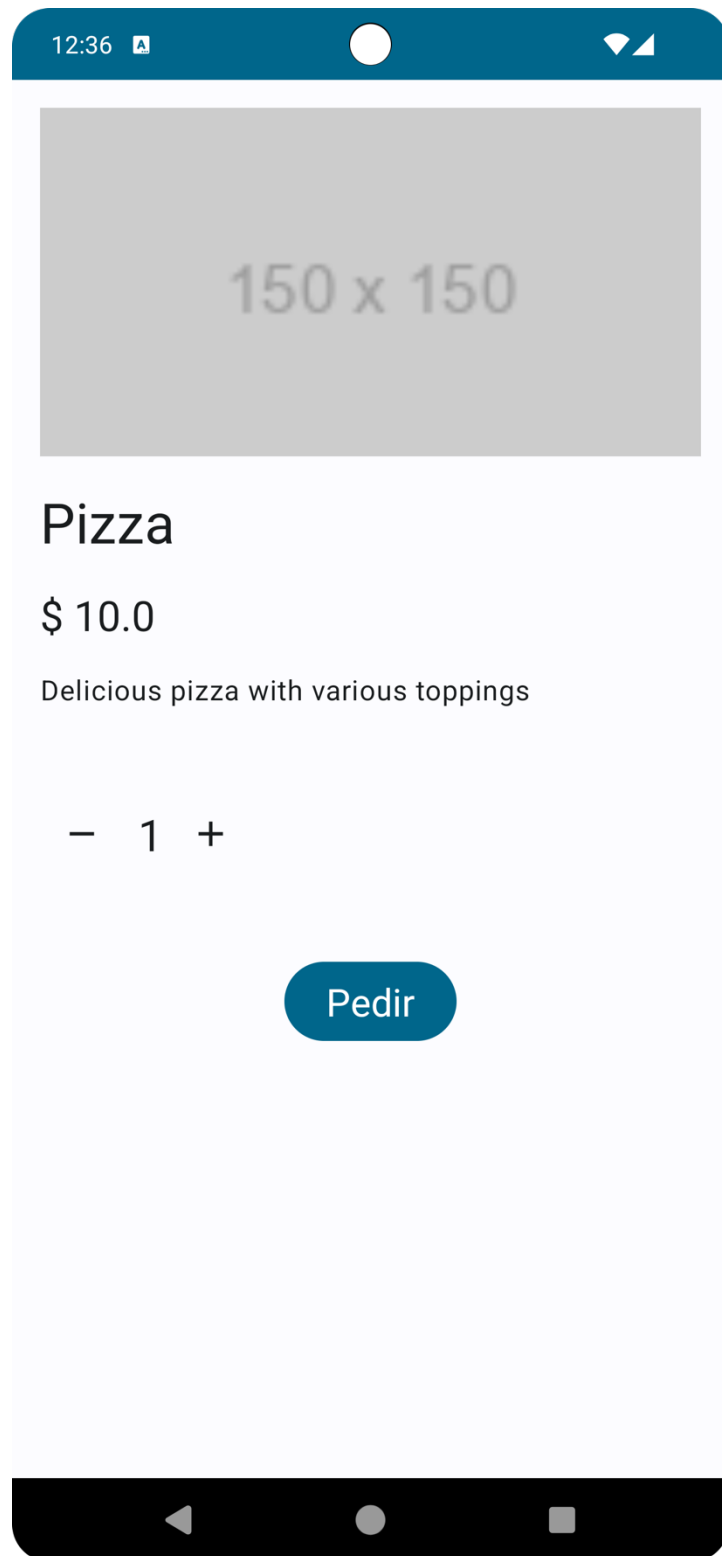 12:36 A
150 x 150
Pizza
$ 10.0
Delicious pizza with various toppings
− 1 +
Pedir